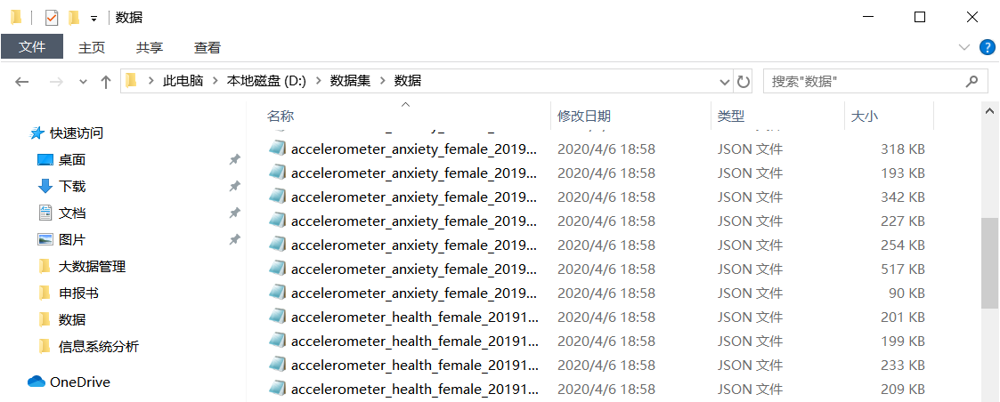 数据
文件 主页 共享 查看
此电脑 本地磁盘 (D:) 数据集 数据 搜索"数据"
快速访问
桌面
下载
文档
图片
大数据管理
申报书
数据
信息系统分析
OneDrive
名称 修改日期 类型 大小
accelerometer_anxiety_female_2019... 2020/4/6 18:58 JSON 文件 318 KB
accelerometer_anxiety_female_2019... 2020/4/6 18:58 JSON 文件 193 KB
accelerometer_anxiety_female_2019... 2020/4/6 18:58 JSON 文件 342 KB
accelerometer_anxiety_female_2019... 2020/4/6 18:58 JSON 文件 227 KB
accelerometer_anxiety_female_2019... 2020/4/6 18:58 JSON 文件 254 KB
accelerometer_anxiety_female_2019... 2020/4/6 18:58 JSON 文件 517 KB
accelerometer_anxiety_female_2019... 2020/4/6 18:58 JSON 文件 90 KB
accelerometer_health_female_20191... 2020/4/6 18:58 JSON 文件 201 KB
accelerometer_health_female_20191... 2020/4/6 18:58 JSON 文件 199 KB
accelerometer_health_female_20191... 2020/4/6 18:58 JSON 文件 233 KB
accelerometer_health_female_20191... 2020/4/6 18:58 JSON 文件 209 KB